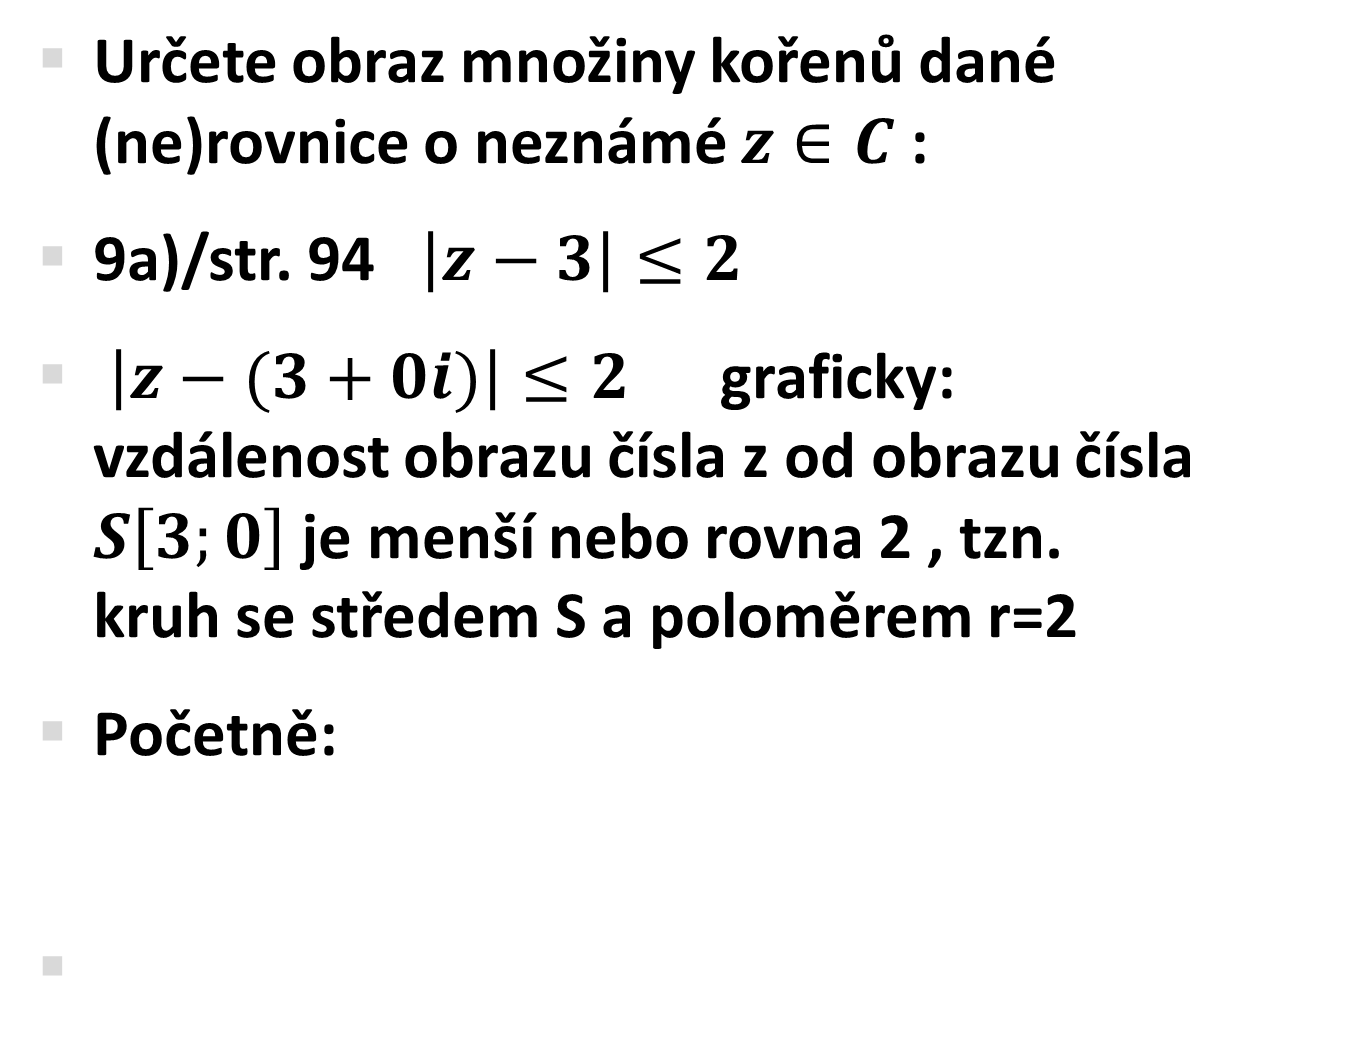 Určete obraz množiny kořenů dané
(ne)rovnice o neznámé z ∈ C :
9a)/str. 94 |z − 3| ≤ 2
|z − (3 + 0i)| ≤ 2 graficky:
vzdálenost obrazu čísla z od obrazu čísla
S[3; 0] je menší nebo rovna 2 , tzn.
kruh se středem S a poloměrem r=2
Početně: